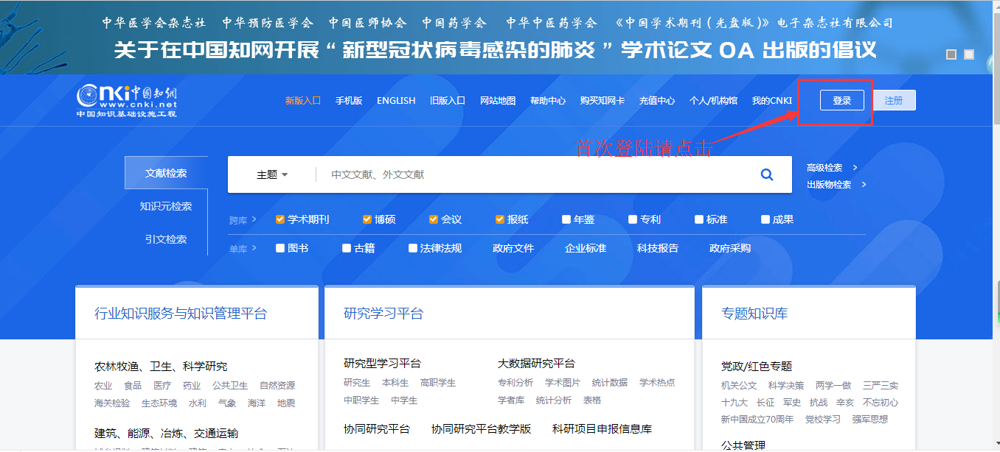 中华医学会杂志社 中华预防医学会 中国医师协会 中国药学会 中华中医药学会 《中国学术期刊(光盘版)》电子杂志社有限公司
关于在中国知网开展“新型冠状病毒感染的肺炎”学术论文 OA 出版的倡议
cnki 中国知网
www.cnki.net
中国知识基础设施工程
新版入口 手机版 ENGLISH 旧版入口 网站地图 帮助中心 购买知网卡 充值中心 个人/机构馆 我的CNKI 登录 注册
首次登陆请点击
文献检索 主题 中文文献、外文文献 高级检索 >
出版物检索 >
知识元检索
引文检索
跨库 > 学术期刊 博硕 会议 报纸 年鉴 专利 标准 成果
单库 > 图书 古籍 法律法规 政府文件 企业标准 科技报告 政府采购
行业知识服务与知识管理平台
农林牧渔、卫生、科学研究
农业 食品 医疗 药业 公共卫生 自然资源
海关检验 生态环境 水利 气象 海洋 地震
建筑、能源、冶炼、交通运输
研究学习平台
研究型学习平台
研究生 本科生 高职学生
中职学生 中学生
大数据研究平台
专利分析 学术图片 统计数据 学术热点
学者库 统计分析 表格
协同研究平台 协同研究平台教学版 科研项目申报信息库
专题知识库
党政/红色专题
机关公文 科学决策 两学一做 三严三实
十九大 长征 军史 抗战 辛亥 不忘初心
新中国成立70周年 党校学习 强军思想
公共管理